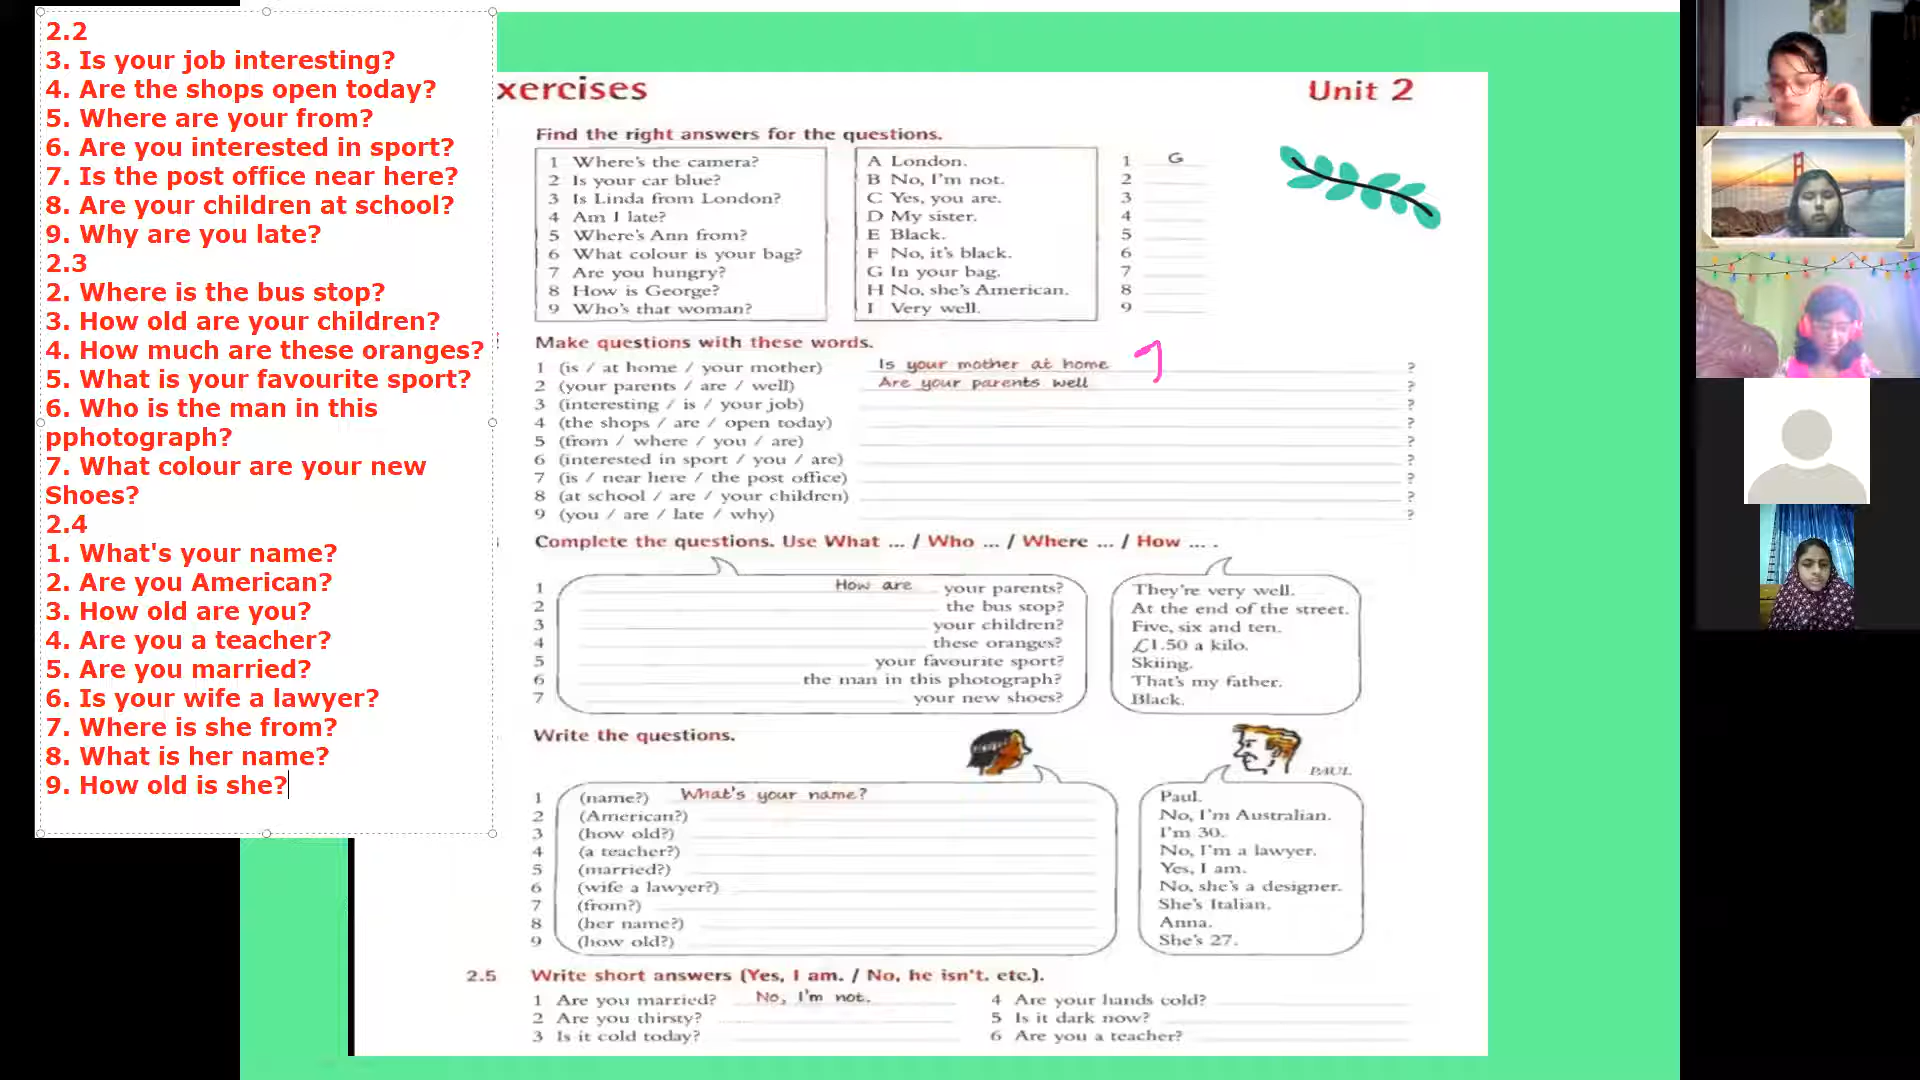 2.2
3. Is your job interesting?
4. Are the shops open today?
5. Where are your from?
6. Are you interested in sport?
7. Is the post office near here?
8. Are your children at school?
9. Why are you late?
2.3
2. Where is the bus stop?
3. How old are your children?
4. How much are these oranges?
5. What is your favourite sport?
6. Who is the man in this
pphotograph?
7. What colour are your new
Shoes?
2.4
1. What's your name?
2. Are you American?
3. How old are you?
4. Are you a teacher?
5. Are you married?
6. Is your wife a lawyer?
7. Where is she from?
8. What is her name?
9. How old is she?
xercises Unit 2
Find the right answers for the questions.
1 Where's the camera? A London. 1 G
2 Is your car blue? B No, I'm not. 2
3 Is Linda from London? C Yes, you are. 3
4 Am I late? D My sister. 4
5 Where's Ann from? E Black. 5
6 What colour is your bag? F No, it's black. 6
7 Are you hungry? G In your bag. 7
8 How is George? H No, she's American. 8
9 Who's that woman? I Very well. 9
Make questions with these words.
1 (is / at home / your mother) Is your mother at home ?
2 (your parents / are / well) Are your parents well ?
3 (interesting / is / your job) ?
4 (the shops / are / open today) ?
5 (from / where / you / are) ?
6 (interested in sport / you / are) ?
7 (is / near here / the post office) ?
8 (at school / are / your children) ?
9 (you / are / late / why) ?
Complete the questions. Use What ... / Who ... / Where ... / How ... .
1 How are your parents? They're very well.
2 the bus stop? At the end of the street.
3 your children? Five, six and ten.
4 these oranges? £1.50 a kilo.
5 your favourite sport? Skiing.
6 the man in this photograph? That's my father.
7 your new shoes? Black.
Write the questions.
PAUL
1 (name?) What's your name? Paul.
2 (American?) No, I'm Australian.
3 (how old?) I'm 30.
4 (a teacher?) No, I'm a lawyer.
5 (married?) Yes, I am.
6 (wife a lawyer?) No, she's a designer.
7 (from?) She's Italian.
8 (her name?) Anna.
9 (how old?) She's 27.
2.5 Write short answers (Yes, I am. / No, he isn't. etc.).
1 Are you married? No, I'm not. 4 Are your hands cold?
2 Are you thirsty? 5 Is it dark now?
3 Is it cold today? 6 Are you a teacher?